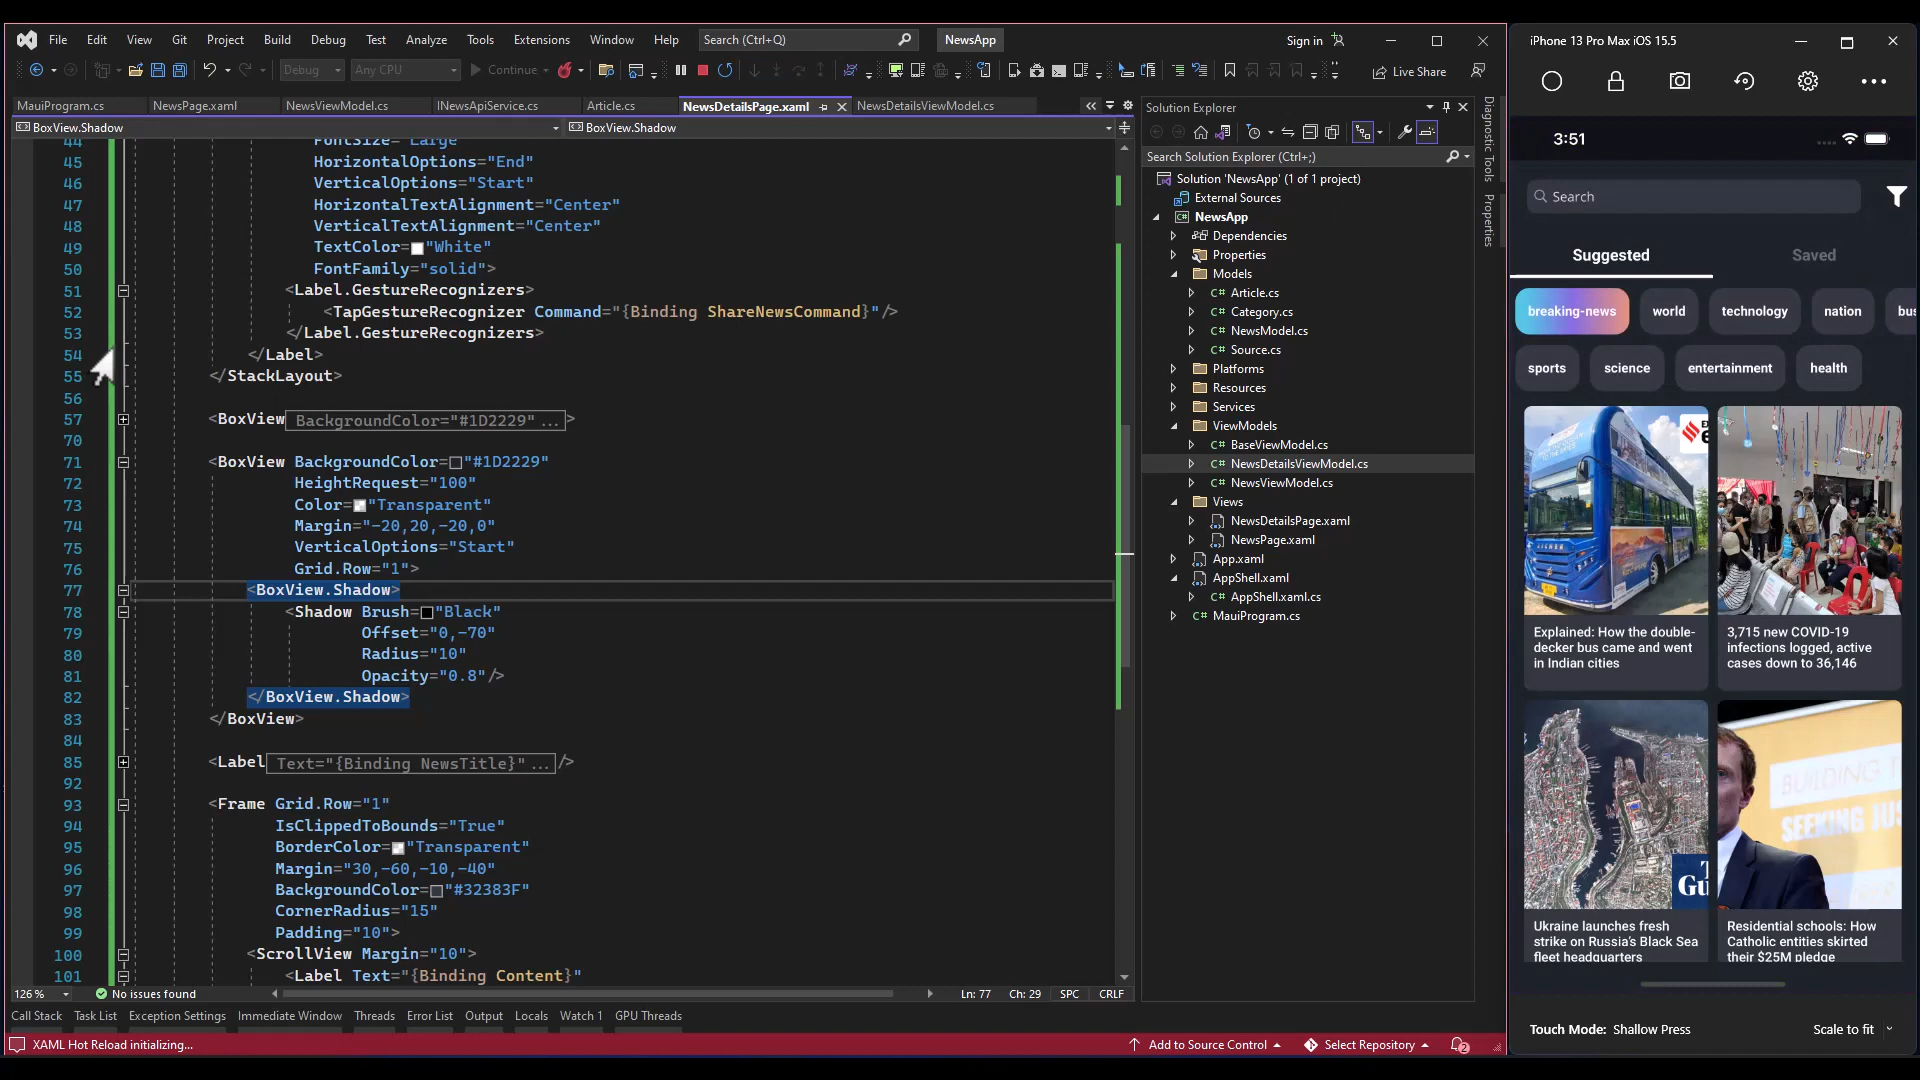 File Edit View Git Project Build Debug Test Analyze Tools Extensions Window Help Search (Ctrl+Q) NewsApp Sign in
Debug Any CPU Continue Live Share
MauiProgram.cs NewsPage.xaml NewsViewModel.cs INewsApiService.cs Article.cs NewsDetailsPage.xaml NewsDetailsViewModel.cs
BoxView.Shadow BoxView.Shadow
44 FontSize="Large"
45 HorizontalOptions="End"
46 VerticalOptions="Start"
47 HorizontalTextAlignment="Center"
48 VerticalTextAlignment="Center"
49 TextColor="White"
50 FontFamily="solid">
51 <Label.GestureRecognizers>
52 <TapGestureRecognizer Command="{Binding ShareNewsCommand}"/>
53 </Label.GestureRecognizers>
54 </Label>
55 </StackLayout>
56
57 <BoxView BackgroundColor="#1D2229" ... >
70
71 <BoxView BackgroundColor="#1D2229"
72 HeightRequest="100"
73 Color="Transparent"
74 Margin="-20,20,-20,0"
75 VerticalOptions="Start"
76 Grid.Row="1">
77 <BoxView.Shadow>
78 <Shadow Brush="Black"
79 Offset="0,-70"
80 Radius="10"
81 Opacity="0.8"/>
82 </BoxView.Shadow>
83 </BoxView>
84
85 <Label Text="{Binding NewsTitle}" ... />
92
93 <Frame Grid.Row="1"
94 IsClippedToBounds="True"
95 BorderColor="Transparent"
96 Margin="30,-60,-10,-40"
97 BackgroundColor="#32383F"
98 CornerRadius="15"
99 Padding="10">
100 <ScrollView Margin="10">
101 <Label Text="{Binding Content}"
126 % No issues found Ln: 77 Ch: 29 SPC CRLF
Call Stack Task List Exception Settings Immediate Window Threads Error List Output Locals Watch 1 GPU Threads
XAML Hot Reload initializing... Add to Source Control Select Repository 2
Solution Explorer
Search Solution Explorer (Ctrl+;)
Solution 'NewsApp' (1 of 1 project)
External Sources
NewsApp
Dependencies
Properties
Models
C# Article.cs
C# Category.cs
C# NewsModel.cs
C# Source.cs
Platforms
Resources
Services
ViewModels
C# BaseViewModel.cs
C# NewsDetailsViewModel.cs
C# NewsViewModel.cs
Views
NewsDetailsPage.xaml
NewsPage.xaml
App.xaml
AppShell.xaml
C# AppShell.xaml.cs
C# MauiProgram.cs
Diagnostic Tools
Properties
iPhone 13 Pro Max iOS 15.5
3:51
Search
Suggested Saved
breaking-news world technology nation bus
sports science entertainment health
Explained: How the double-
decker bus came and went
in Indian cities
3,715 new COVID-19
infections logged, active
cases down to 36,146
BUILDING
SEEKING JUS
Gu
Ukraine launches fresh
strike on Russia's Black Sea
fleet headquarters
Residential schools: How
Catholic entities skirted
their $25M pledge
Touch Mode: Shallow Press Scale to fit